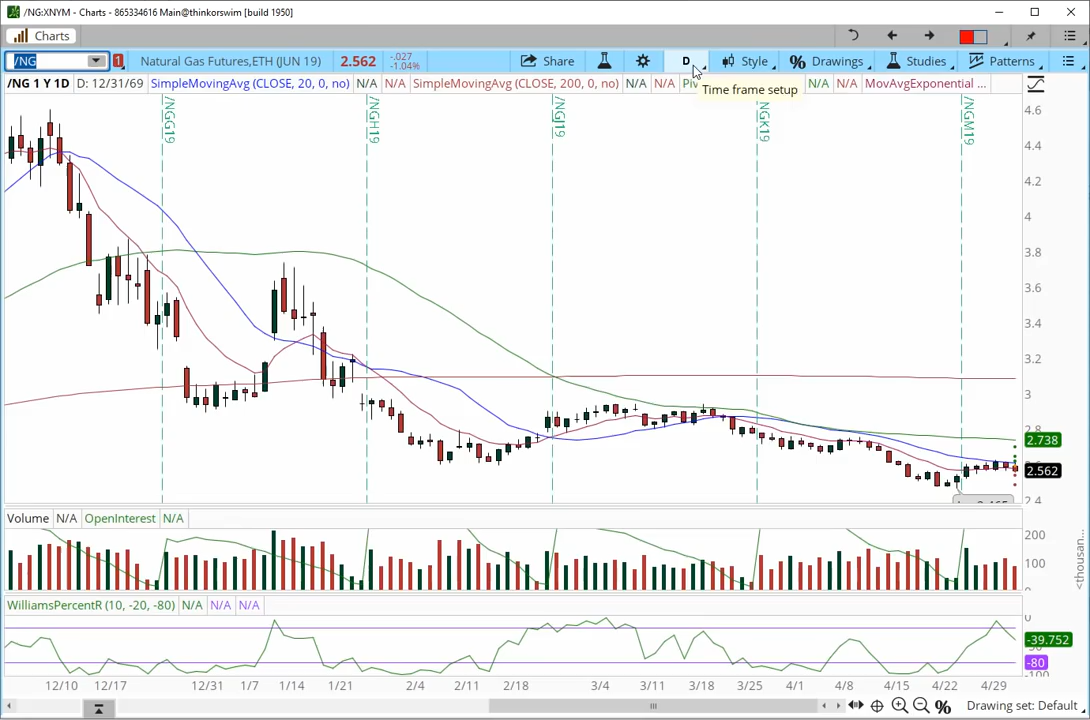 /NG:XNYM - Charts - 865334616 Main@thinkorswim [build 1950]
Charts
/NG 1 Natural Gas Futures,ETH (JUN 19) 2.562 -.027 -1.04% Share D Style % Drawings Studies Patterns
/NG 1 Y 1D D: 12/31/69 SimpleMovingAvg (CLOSE, 20, 0, no) N/A N/A SimpleMovingAvg (CLOSE, 200, 0, no) N/A N/A N/A N/A MovAvgExponential ...
Time frame setup
/NGG19 /NGH19 /NGJ19 /NGK19 /NGM19
4.6
4.4
4.2
4
3.8
3.6
3.4
3.2
3
2.8
2.738
2.562
2.4
Volume N/A OpenInterest N/A
200
100
<thousan...
WilliamsPercentR (10, -20, -80) N/A N/A N/A
0
-39.752
-80
-100
12/10 12/17 12/31 1/7 1/14 1/21 2/4 2/11 2/18 3/4 3/11 3/18 3/25 4/1 4/8 4/15 4/22 4/29
% Drawing set: Default